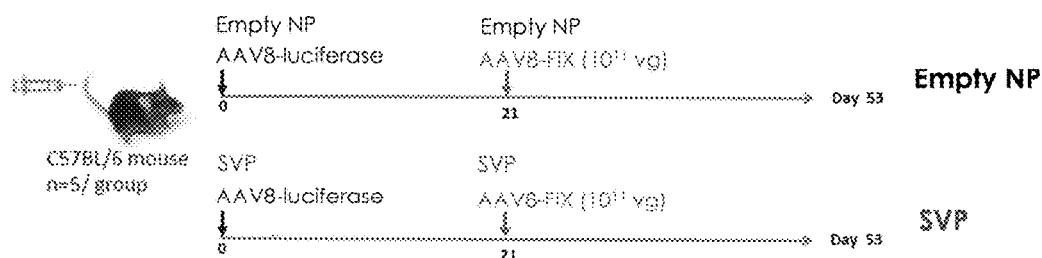 Empty NP
AAV8-luciferase
Empty NP
AAV8-FIX (10¹¹ vg)
0
21
Day 53
Empty NP
C57BL/6 mouse
n=5/ group
SVP
AAV8-luciferase
SVP
AAV8-FIX (10¹¹ vg)
0
21
Day 53
SVP